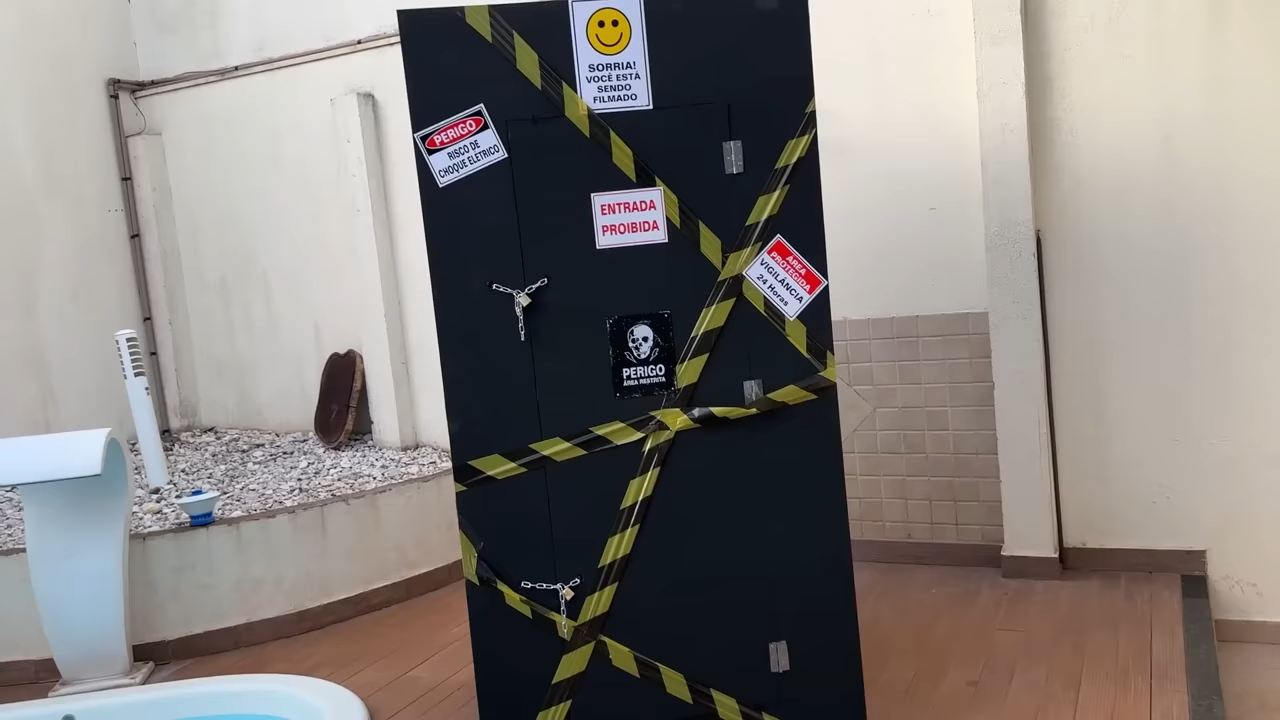 SORRIA!
VOCÊ ESTÁ
SENDO
FILMADO
PERIGO
RISCO DE
CHOQUE ELÉTRICO
ENTRADA
PROIBIDA
ÁREA
PROTEGIDA
VIGILÂNCIA
24 Horas
PERIGO
ÁREA RESTRITA